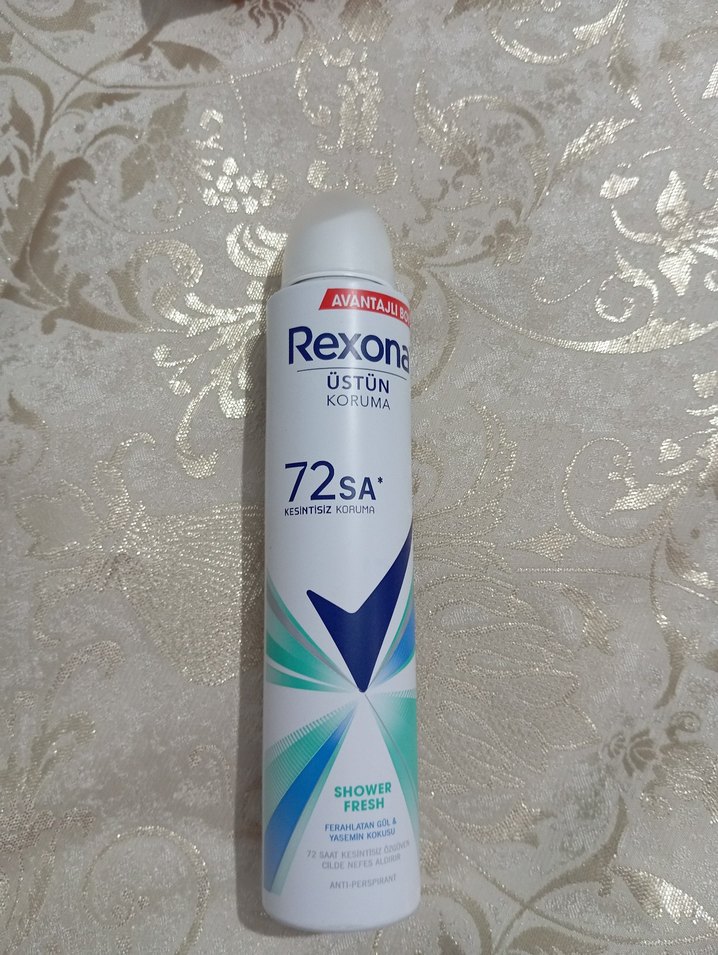 AVANTAJLI
Rexona
ÜSTÜN
KORUMA
72SA*
KESİNTİSİZ KORUMA
SHOWER
FRESH
FERAHLATAN GÜL &
YASEMİN KOKUSU
72 SAAT KESİNTİSİZ ÖZGÜVEN
CİLDE NEFES ALDIRIR
ANTI-PERSPIRANT